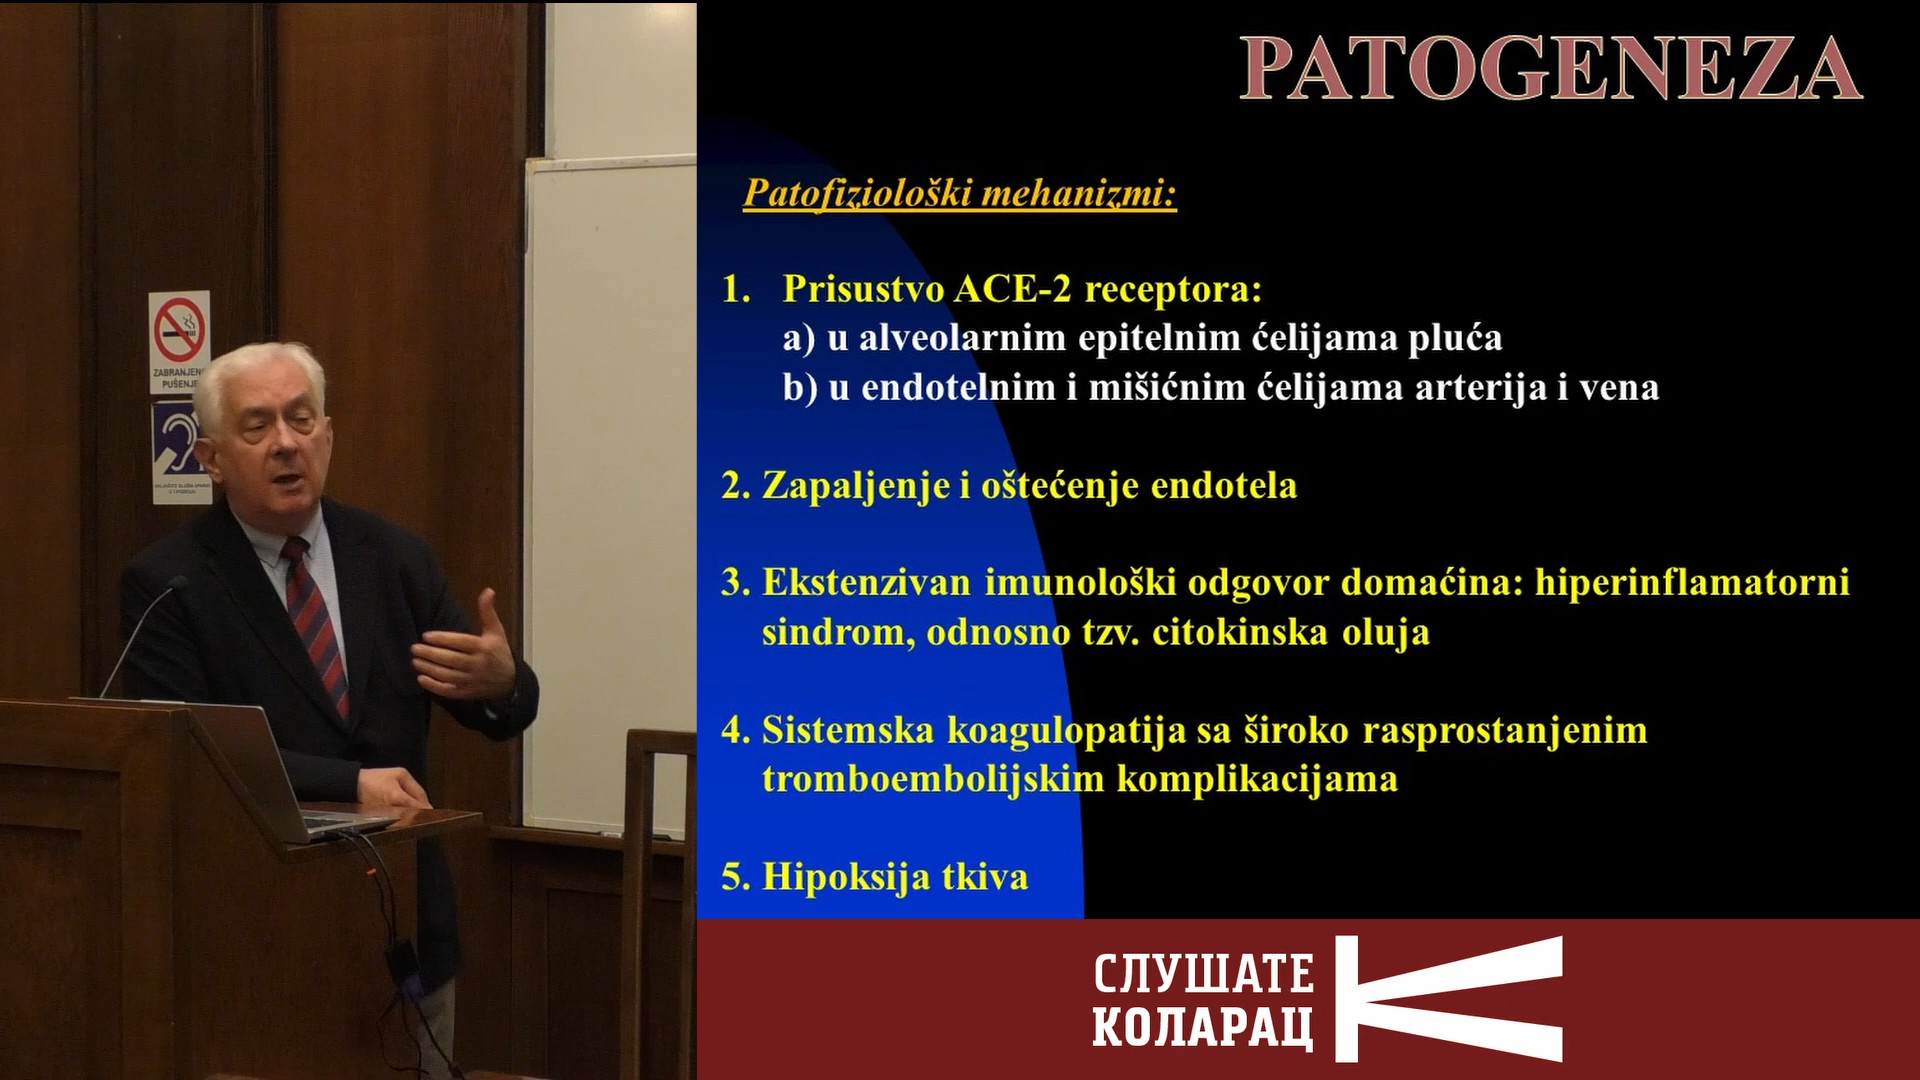 ZABRANJENO
PUŠENJE
PATOGENEZA
Patofiziološki mehanizmi:
1. Prisustvo ACE-2 receptora:
a) u alveolarnim epitelnim ćelijama pluća
b) u endotelnim i mišićnim ćelijama arterija i vena
2. Zapaljenje i oštećenje endotela
3. Ekstenzivan imunološki odgovor domaćina: hiperinflamatorni
sindrom, odnosno tzv. citokinska oluja
4. Sistemska koagulopatija sa široko rasprostanjenim
tromboembolijskim komplikacijama
5. Hipoksija tkiva
СЛУШАТЕ
КОЛАРАЦ